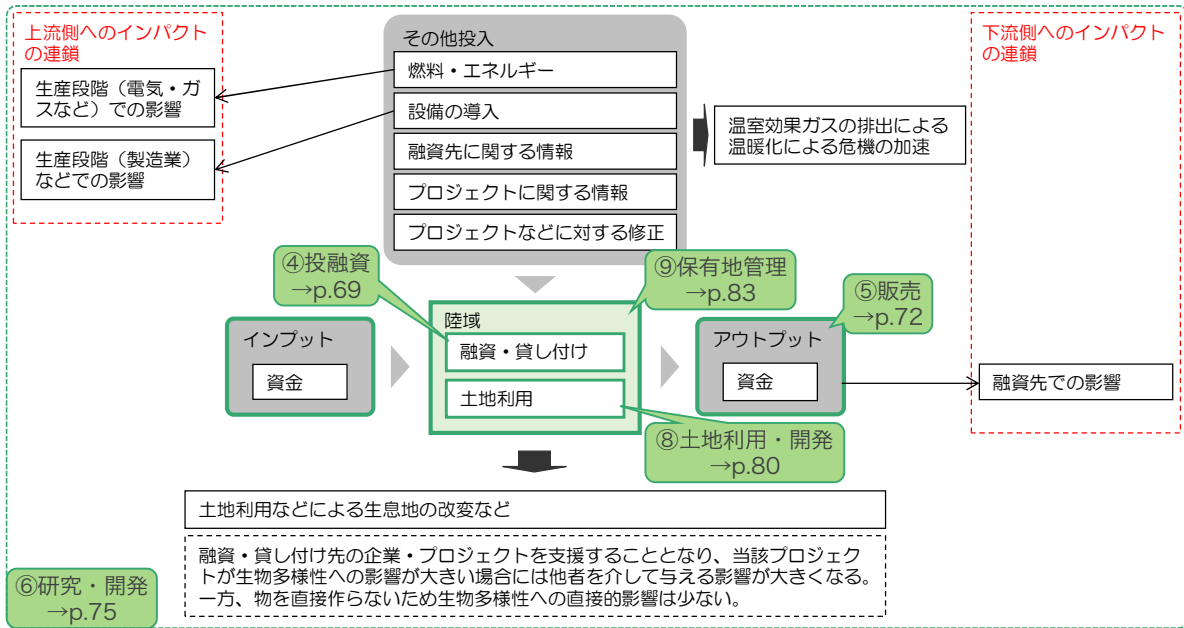 上流側へのインパクト
の連鎖
生産段階（電気・ガ
スなど）での影響
生産段階（製造業）
などでの影響
その他投入
燃料・エネルギー
設備の導入
融資先に関する情報
プロジェクトに関する情報
プロジェクトなどに対する修正
温室効果ガスの排出による
温暖化による危機の加速
下流側へのインパクト
の連鎖
④投融資
→p.69
⑨保有地管理
→p.83
⑤販売
→p.72
インプット
資金
陸域
融資・貸し付け
土地利用
アウトプット
資金
融資先での影響
⑧土地利用・開発
→p.80
土地利用などによる生息地の改変など
融資・貸し付け先の企業・プロジェクトを支援することとなり、当該プロジェク
トが生物多様性への影響が大きい場合には他者を介して与える影響が大きくなる。
一方、物を直接作らないため生物多様性への直接的影響は少ない。
⑥研究・開発
→p.75